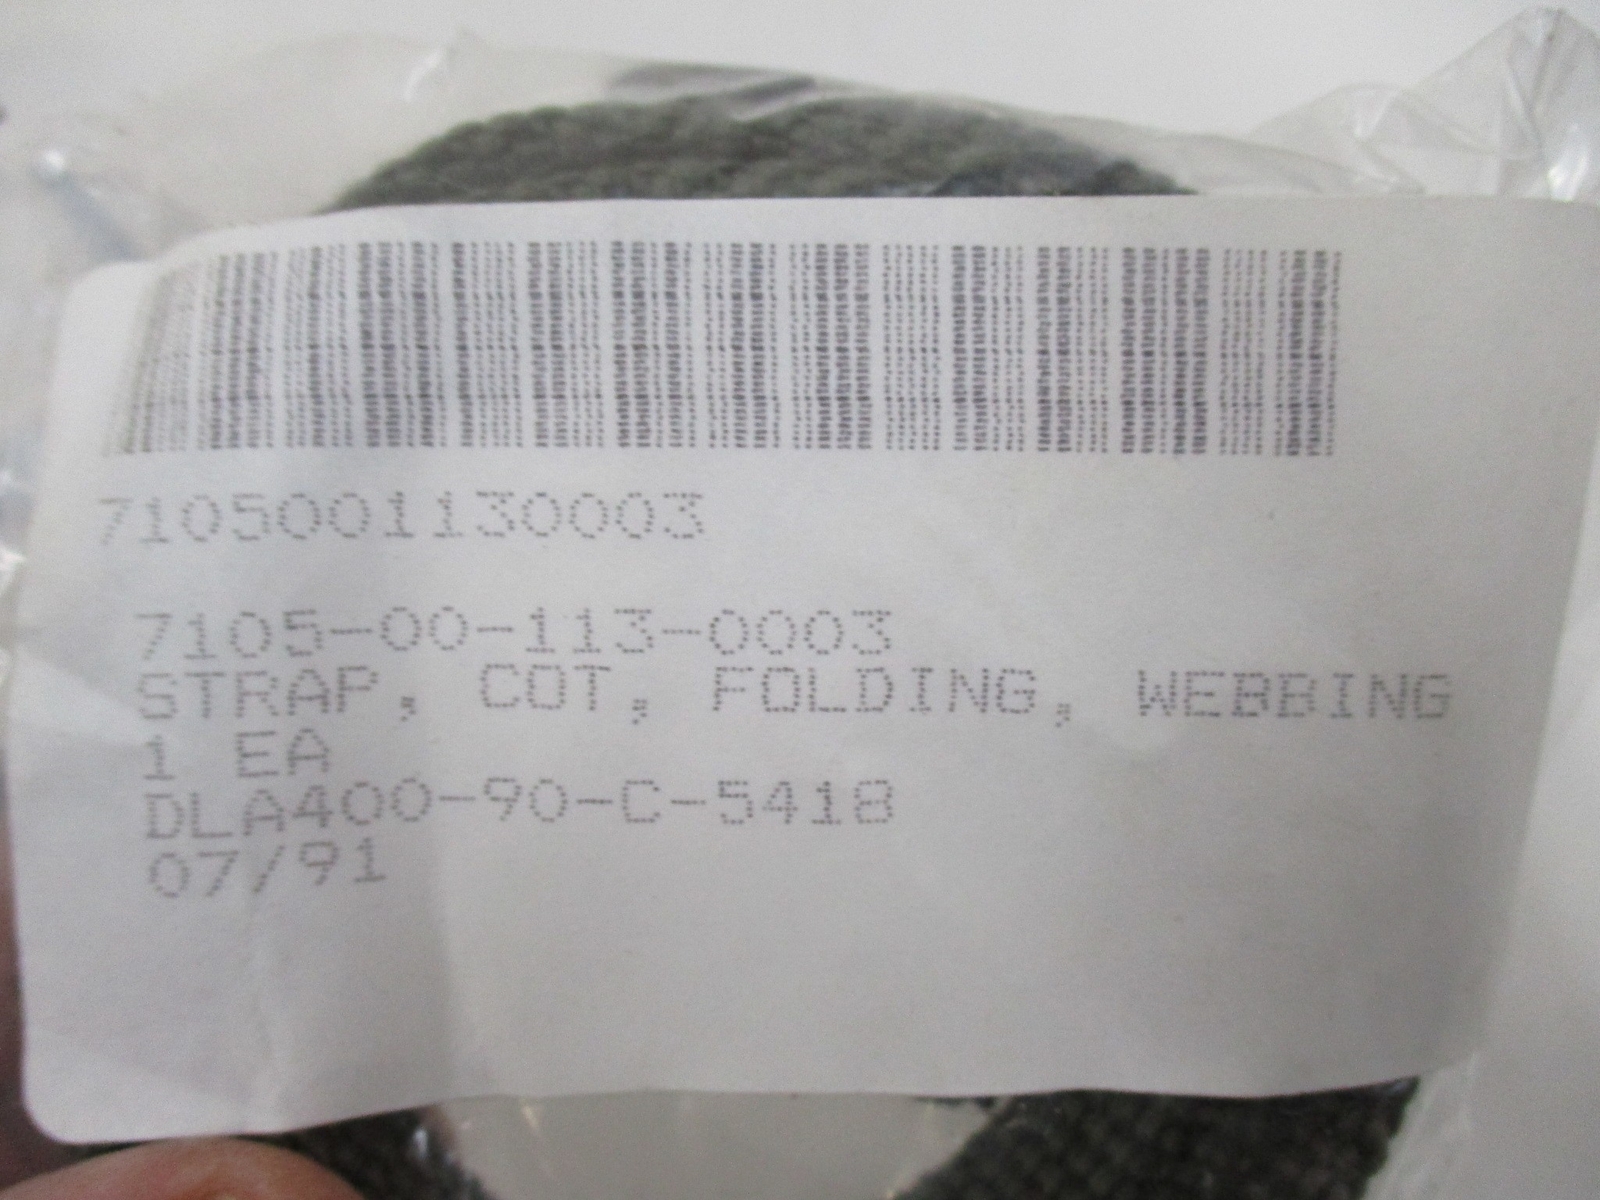 7105001130003
7105-00-113-0003
STRAP, COT, FOLDING, WEBBING
1 EA
DLA400-90-C-5418
07/91